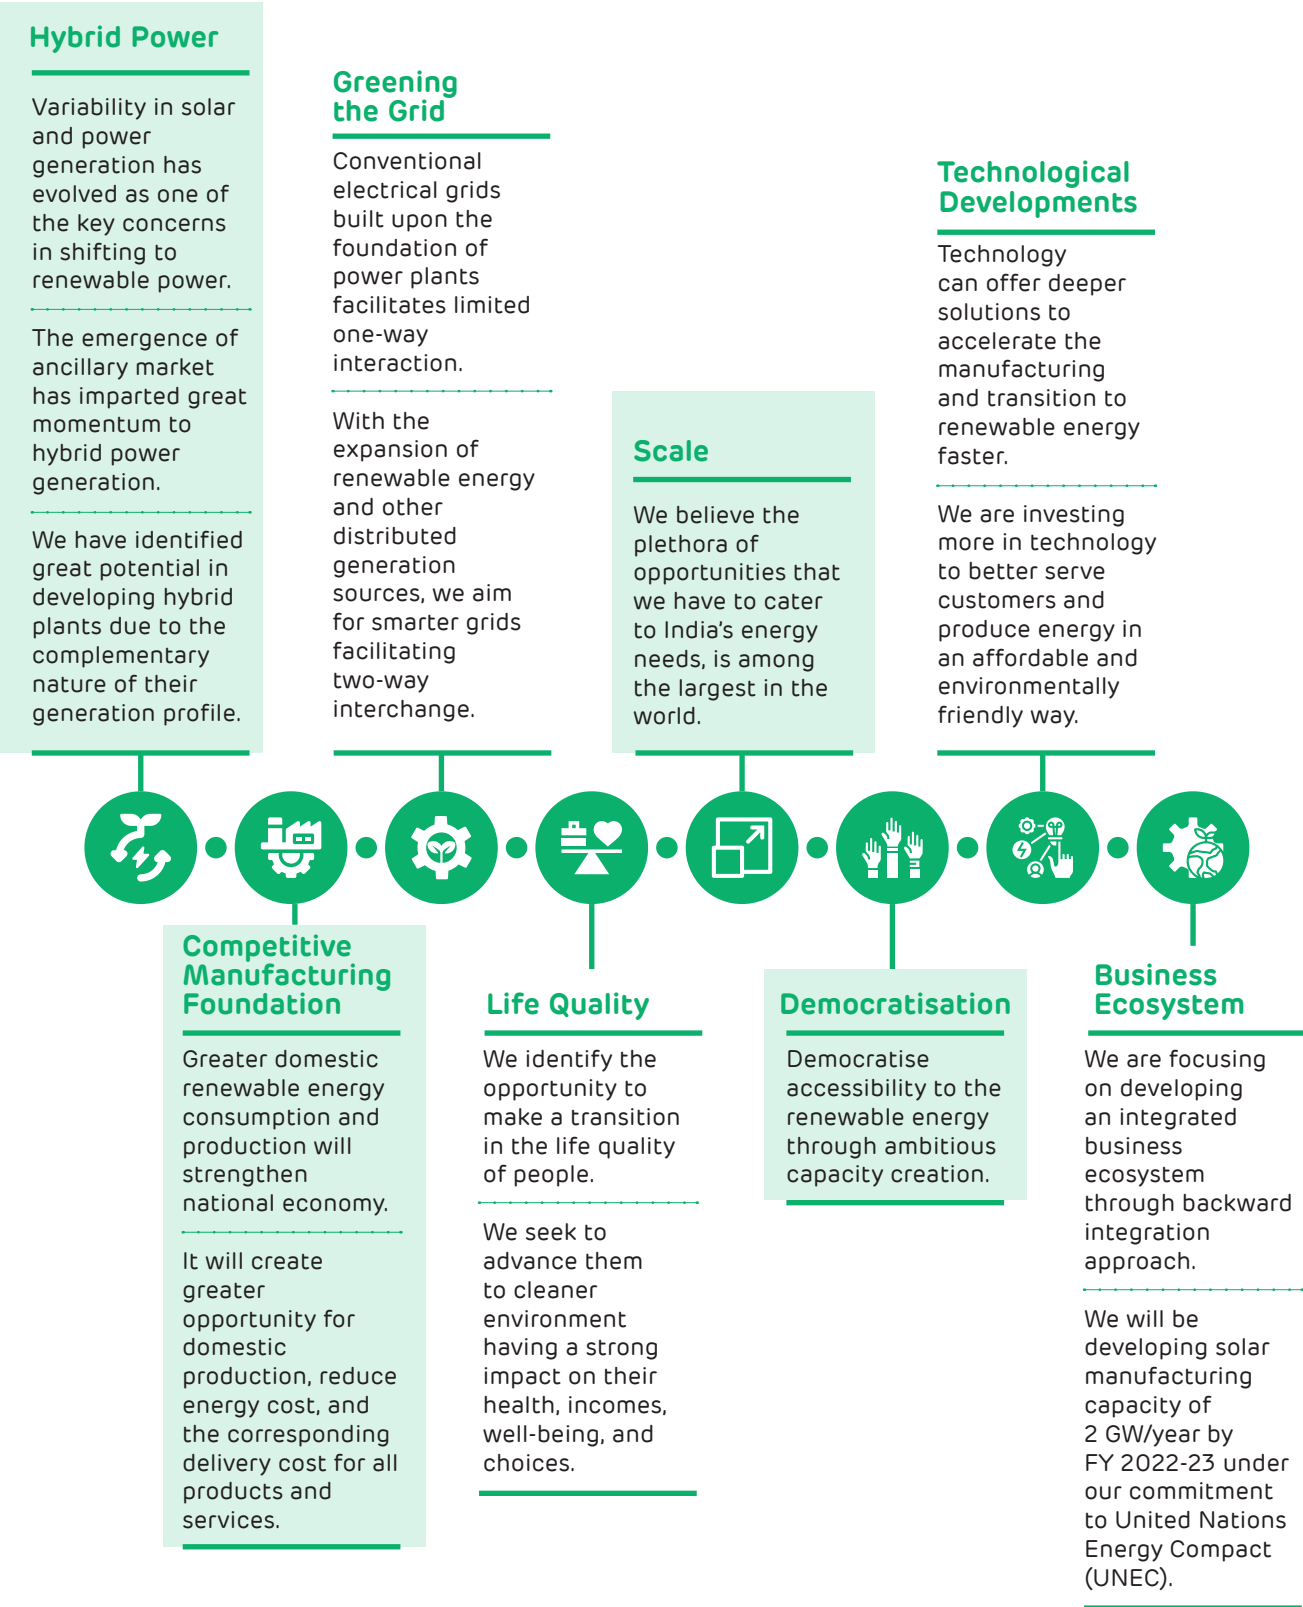 Hybrid Power
Variability in solar
and power
generation has
evolved as one of
the key concerns
in shifting to
renewable power.
The emergence of
ancillary market
has imparted great
momentum to
hybrid power
generation.
We have identified
great potential in
developing hybrid
plants due to the
complementary
nature of their
generation profile.
Greening
the Grid
Conventional
electrical grids
built upon the
foundation of
power plants
facilitates limited
one-way
interaction.
With the
expansion of
renewable energy
and other
distributed
generation
sources, we aim
for smarter grids
facilitating
two-way
interchange.
Scale
We believe the
plethora of
opportunities that
we have to cater
to India's energy
needs, is among
the largest in the
world.
Technological
Developments
Technology
can offer deeper
solutions to
accelerate the
manufacturing
and transition to
renewable energy
faster.
We are investing
more in technology
to better serve
customers and
produce energy in
an affordable and
environmentally
friendly way.
Competitive
Manufacturing
Foundation
Greater domestic
renewable energy
consumption and
production will
strengthen
national economy.
It will create
greater
opportunity for
domestic
production, reduce
energy cost, and
the corresponding
delivery cost for all
products and
services.
Life Quality
We identify the
opportunity to
make a transition
in the life quality
of people.
We seek to
advance them
to cleaner
environment
having a strong
impact on their
health, incomes,
well-being, and
choices.
Democratisation
Democratise
accessibility to the
renewable energy
through ambitious
capacity creation.
Business
Ecosystem
We are focusing
on developing
an integrated
business
ecosystem
through backward
integration
approach.
We will be
developing solar
manufacturing
capacity of
2 GW/year by
FY 2022-23 under
our commitment
to United Nations
Energy Compact
(UNEC).